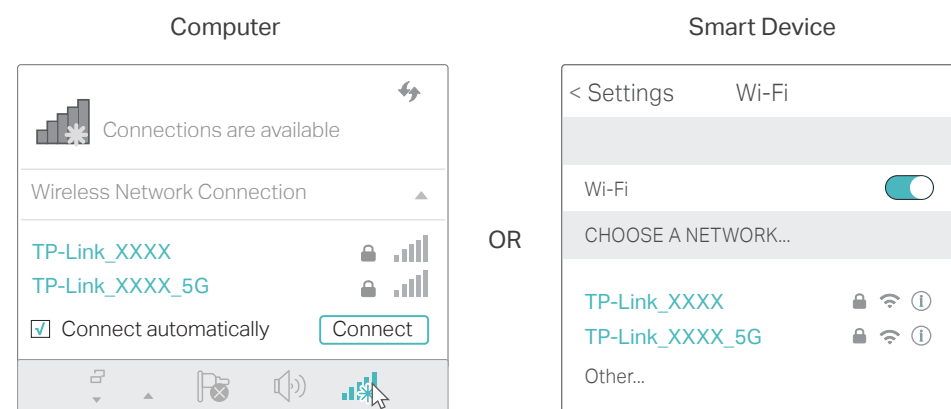 Computer
Connections are available
Wireless Network Connection
TP-Link_XXXX
TP-Link_XXXX_5G
Connect automatically
Connect
OR
Smart Device
< Settings
Wi-Fi
Wi-Fi
CHOOSE A NETWORK...
TP-Link_XXXX
TP-Link_XXXX_5G
Other...